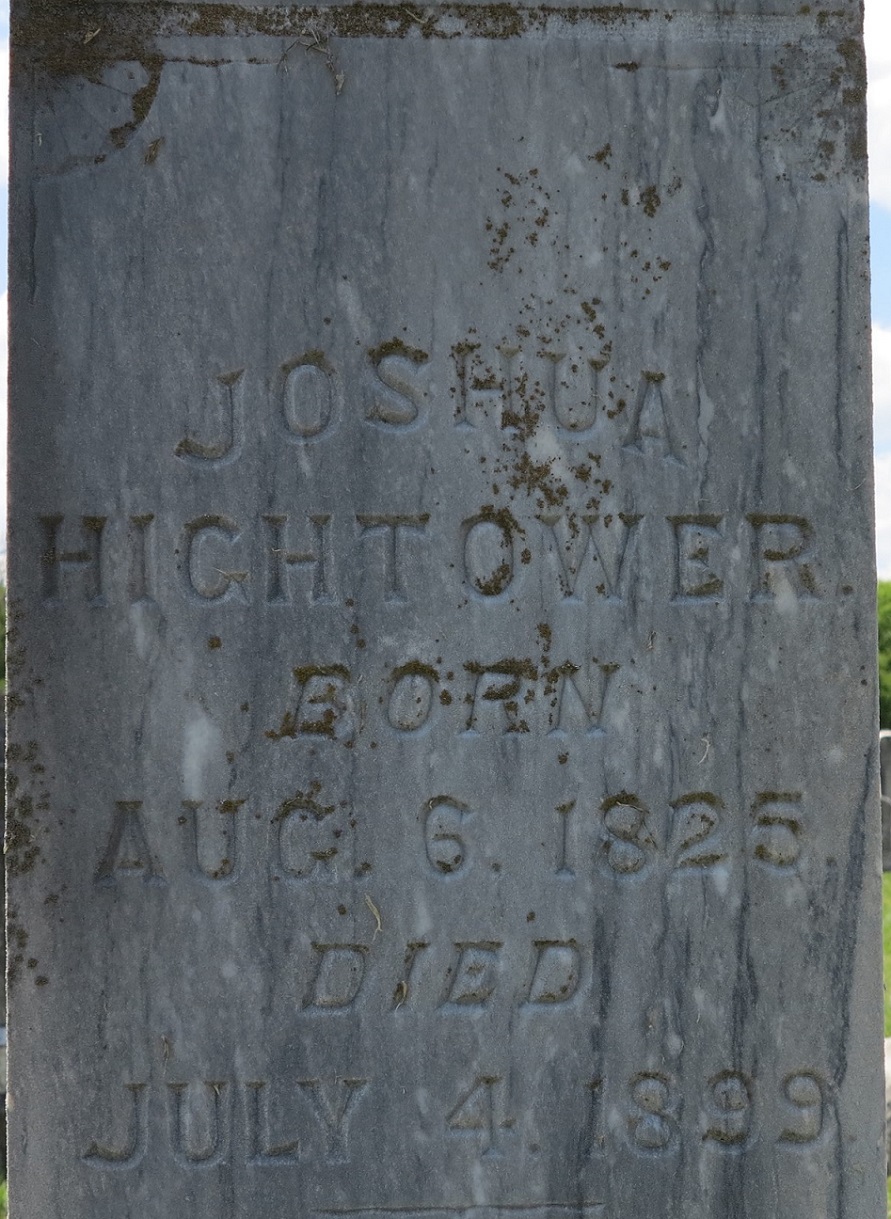 JOSHUA
HIGHTOWER.
BORN
AUG. 6. 1825
DIED
JULY 4. 1899